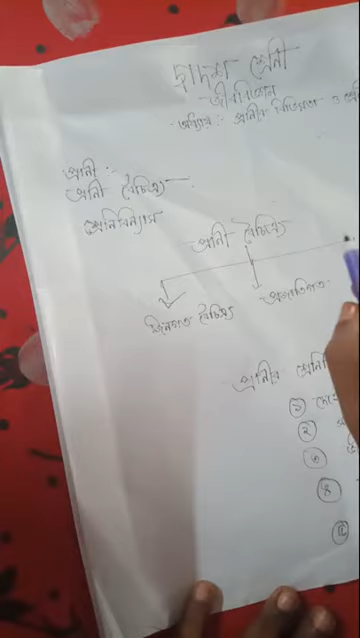 দ্বাদশ শ্রেণী
জীববিজ্ঞান
অধ্যায় :- প্রাণীর বিভিন্নতা ও
প্রাণী :-
প্রাণী বৈচিত্র্য
শ্রেণিবিন্যাস
প্রাণী বৈচিত্র্য
জিনগত বৈচিত্র্য
প্রজাতিগত
প্রাণীর শ্রেণি
১
২
৩
৪
৫